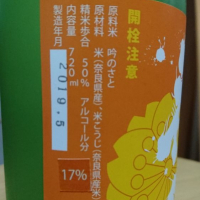 開栓注意
原料米 吟のさと
原材料 米(奈良県産)、米こうじ(奈良県産米)
精米歩合 50% アルコール分
17%
内容量 720ml
製造年月
2019.5